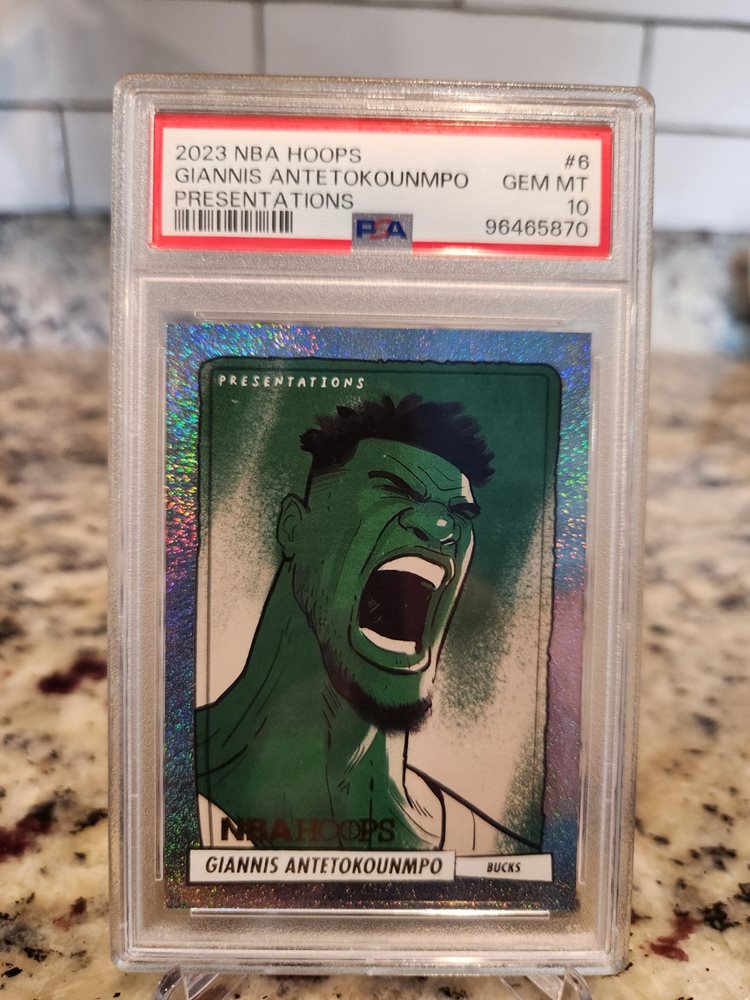 2023 NBA HOOPS #6
GIANNIS ANTETOKOUNMPO GEM MT
PRESENTATIONS 10
PSA 96465870
PRESENTATIONS
NBA HOOPS
GIANNIS ANTETOKOUNMPO BUCKS